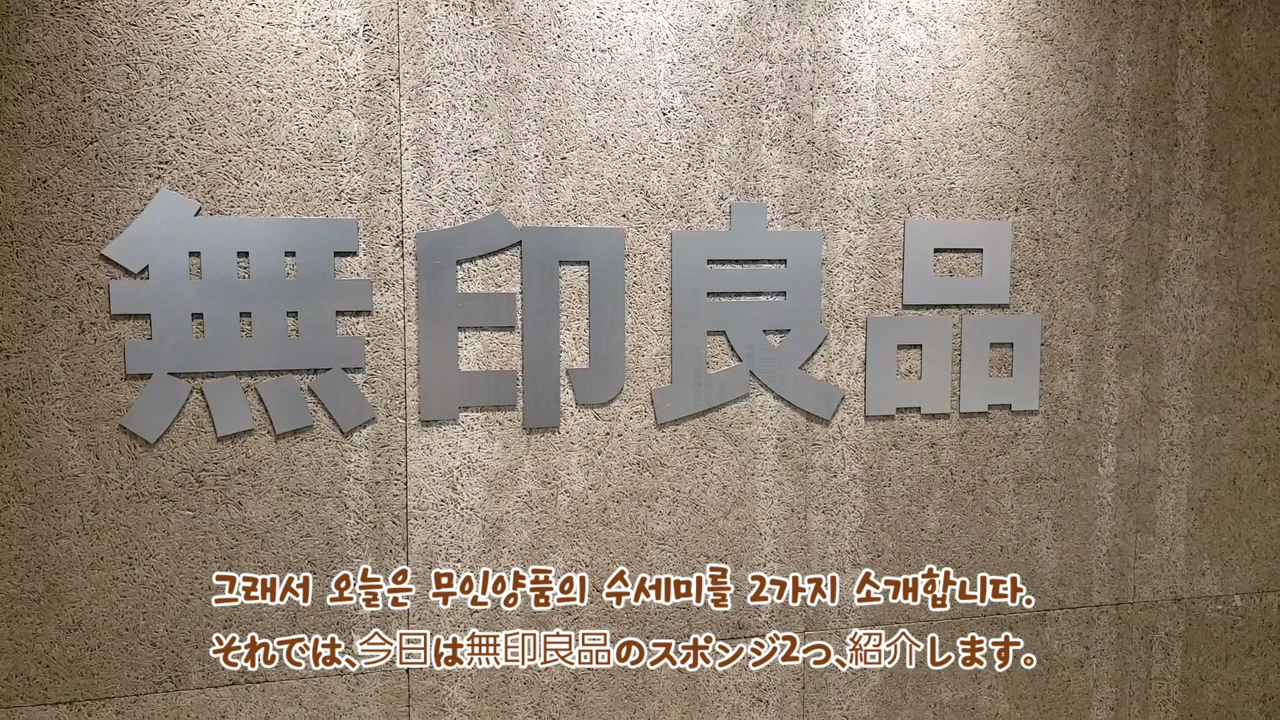 無印良品
그래서 오늘은 무인양품의 수세미를 2가지 소개합니다.
それでは、今日は無印良品のスポンジ2つ、紹介します。